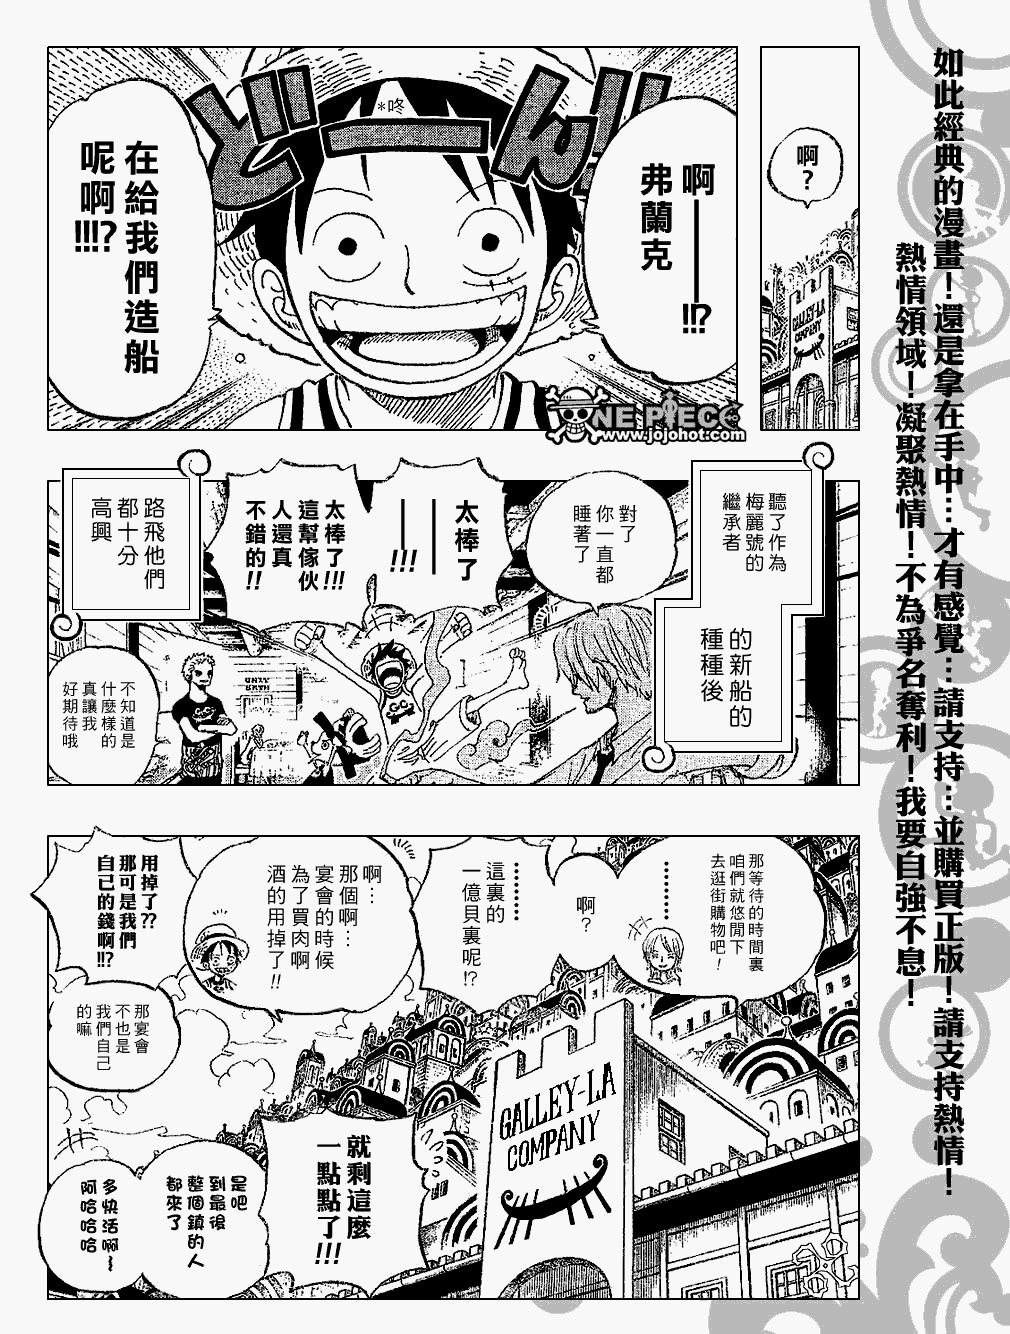 如此經典的漫畫！還是拿在手中…才有感覺…請支持…並購買正版！請支持熱情！
熱情領域！凝聚熱情！不為爭名奪利！我要自強不息！
啊？
GALLEY-LA
COMPANY
どーん!!
*咚
啊——!!?
弗蘭克
在給我們造船
呢啊!!!?
ONE PIECE
www.jojohot.com
聽了作為
梅麗號的
繼承者
的新船的
種種後
對了
你一直都
睡著了
太棒了
——!!!
太棒了!!!
這幫傢伙
人還真
不錯的!!
路飛他們
都十分
高興
不知道是
什麼樣的
真讓我
好期待哦
那等待的時間裏
咱們就悠閒下
去逛街購物吧！
…………
啊？
………
這裏的
一億貝裏呢!?
啊…
那個啊…
宴會的時候
為了買肉啊
酒的用掉了!!
用掉了??
那可是我們
自己的錢啊!!?
那宴會
不也是
我們自己
的嘛
GALLEY-LA
COMPANY
就剩這麼
一點點了!!!
是吧
到最後
整個鎮的人
都來了
多快活啊~
阿哈哈哈